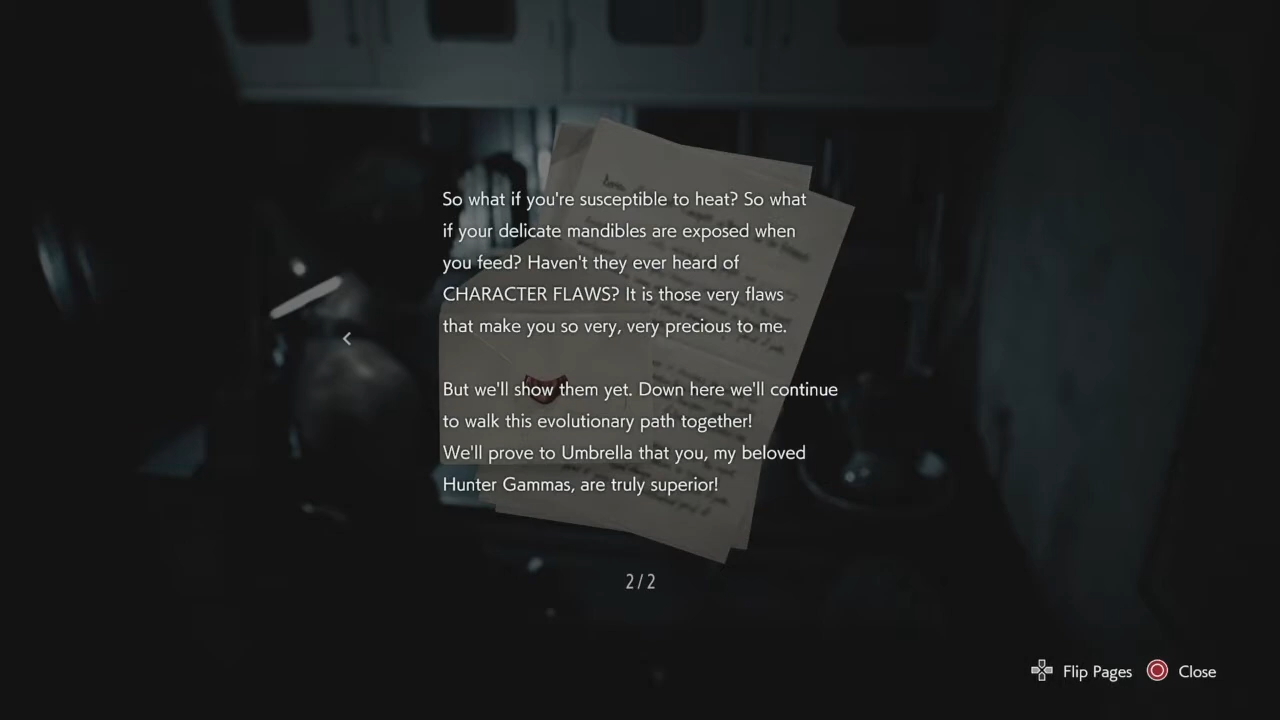 So what if you're susceptible to heat? So what
if your delicate mandibles are exposed when
you feed? Haven't they ever heard of
CHARACTER FLAWS? It is those very flaws
that make you so very, very precious to me.
But we'll show them yet. Down here we'll continue
to walk this evolutionary path together!
We'll prove to Umbrella that you, my beloved
Hunter Gammas, are truly superior!
2/2
Flip Pages Close